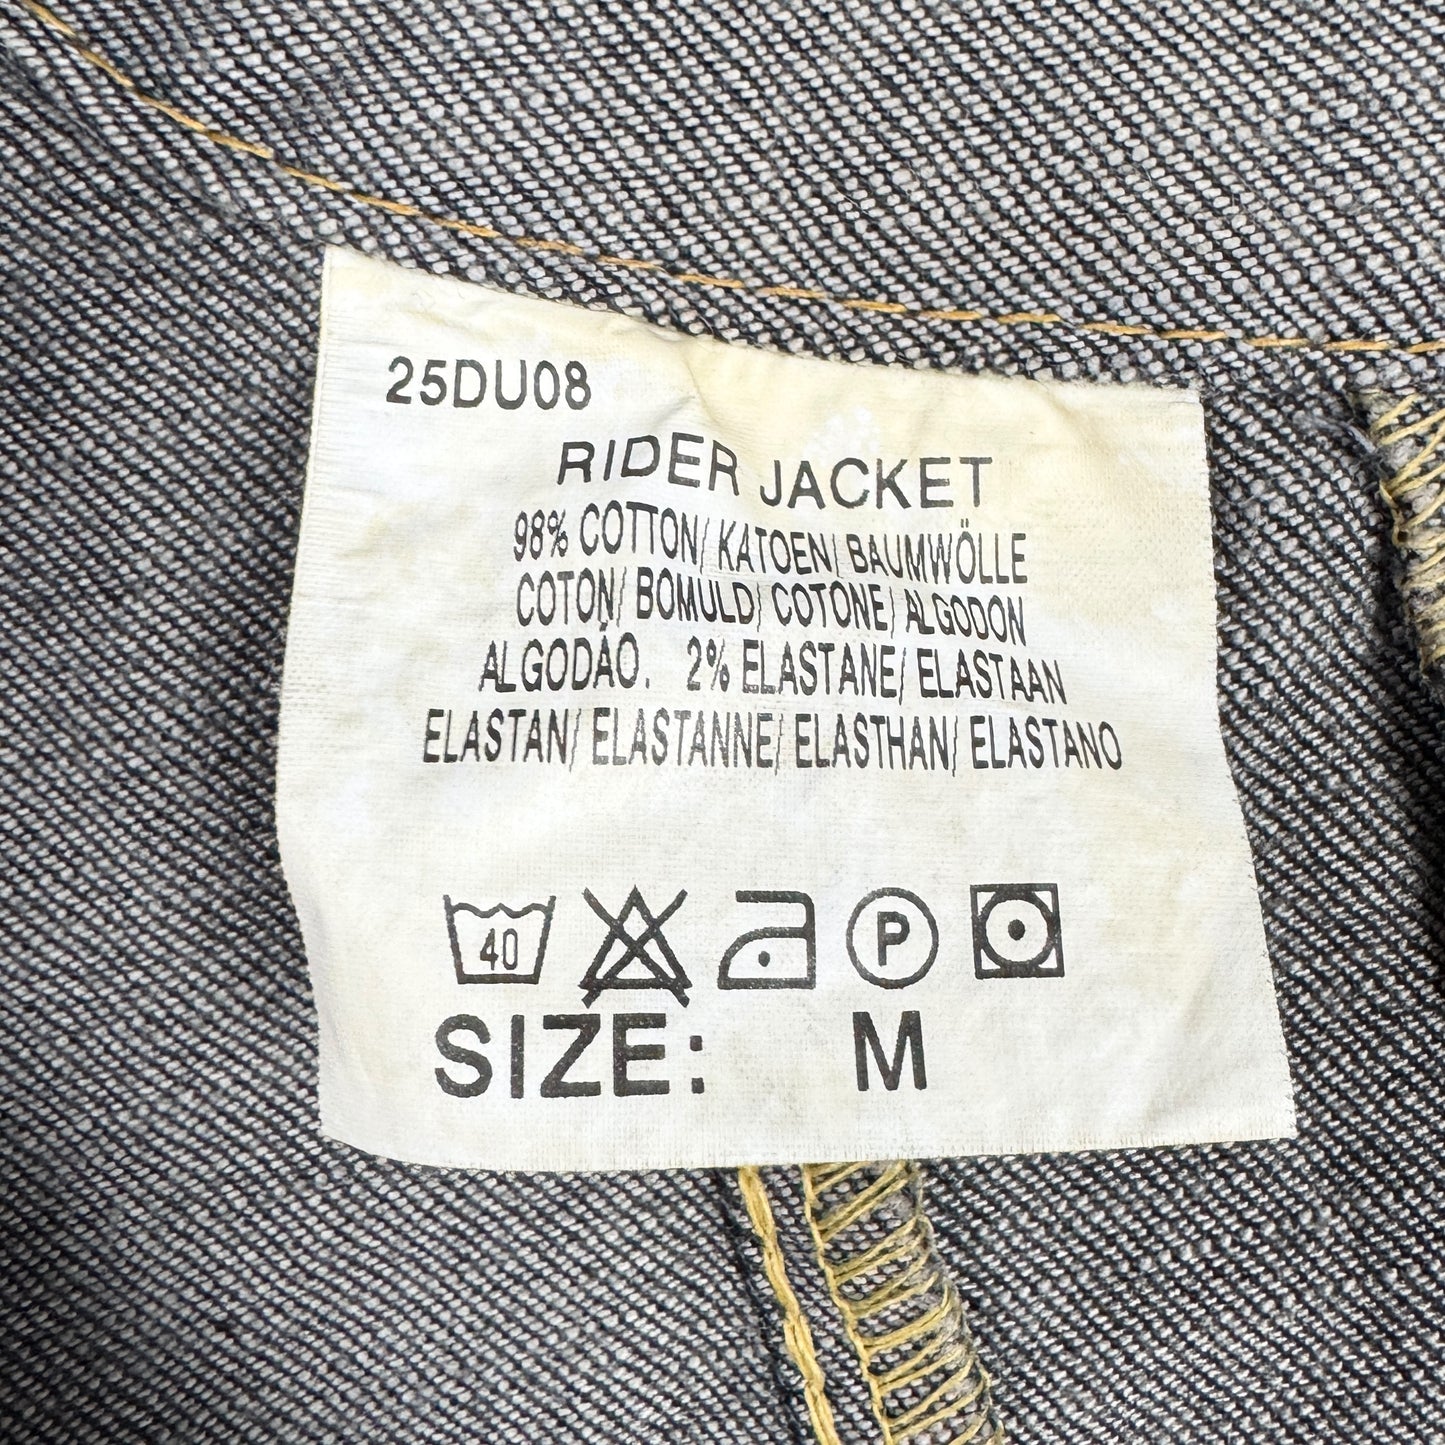 25DU08
RIDER JACKET
98% COTTON/ KATOEN/ BAUMWÖLLE
COTON/ BOMULD/ COTONE/ ALGODON
ALGODÃO. 2% ELASTANE/ ELASTAAN
ELASTAN/ ELASTANNE/ ELASTHAN/ ELASTANO
40 P
SIZE: M